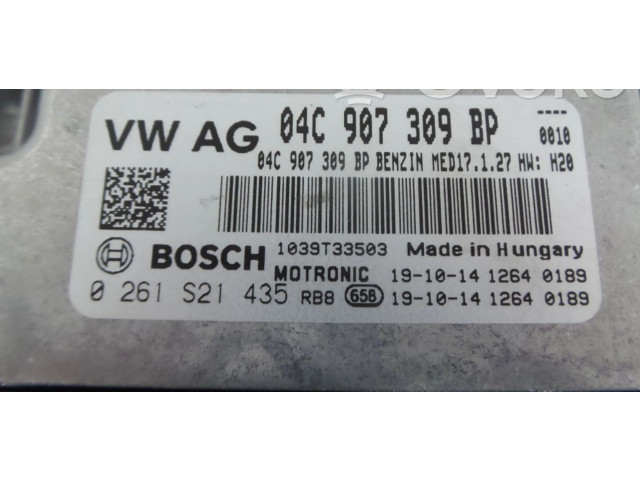 VW AG 04C 907 309 BP ----
0010
04C 907 309 BP BENZIN MED17.1.27 HW: H20
BOSCH 1039T33503 Made in Hungary
MOTRONIC 19-10-14 1264 0189
0 261 S21 435 RB8 658 19-10-14 1264 0189